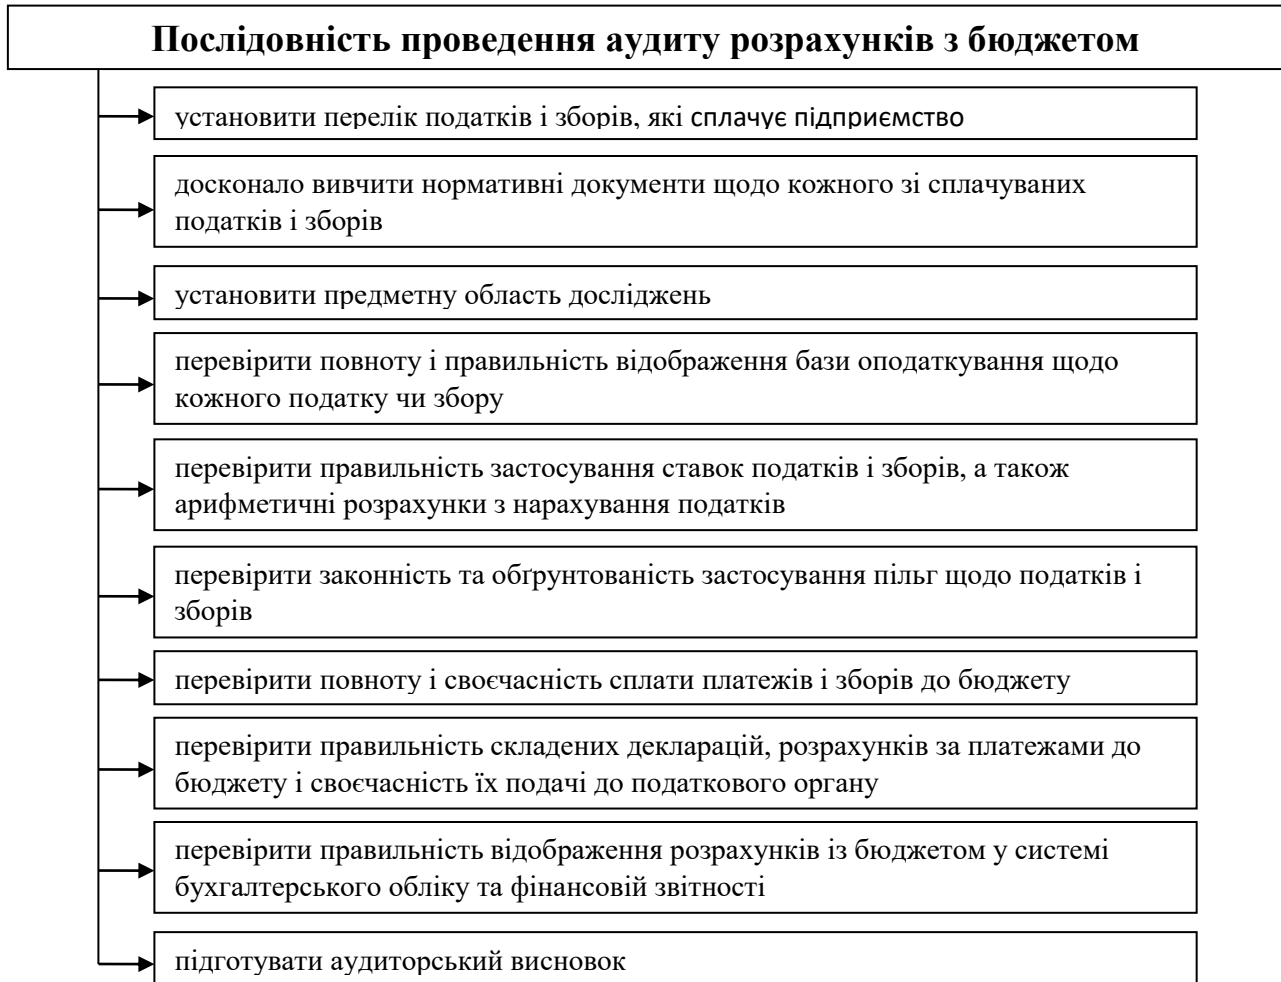 Послідовність проведення аудиту розрахунків з бюджетом
установити перелік податків і зборів, які сплачує підприємство
досконало вивчити нормативні документи щодо кожного зі сплачуваних
податків і зборів
установити предметну область досліджень
перевірити повноту і правильність відображення бази оподаткування щодо
кожного податку чи збору
перевірити правильність застосування ставок податків і зборів, а також
арифметичні розрахунки з нарахування податків
перевірити законність та обґрунтованість застосування пільг щодо податків і
зборів
перевірити повноту і своєчасність сплати платежів і зборів до бюджету
перевірити правильність складених декларацій, розрахунків за платежами до
бюджету і своєчасність їх подачі до податкового органу
перевірити правильність відображення розрахунків із бюджетом у системі
бухгалтерського обліку та фінансовій звітності
підготувати аудиторський висновок